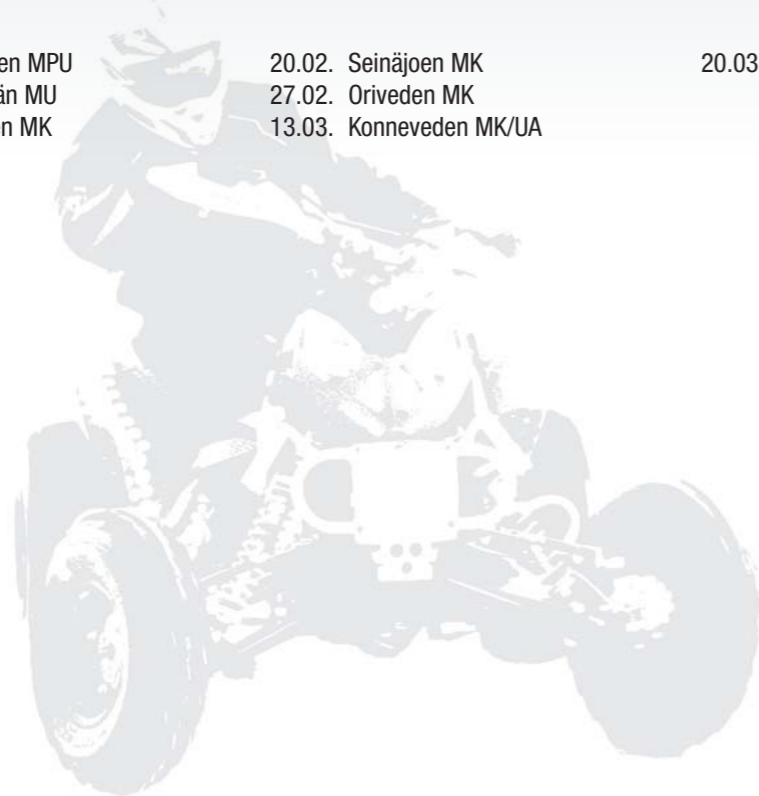 en MPU 20.02. Seinäjoen MK 20.03
än MU 27.02. Oriveden MK
n MK 13.03. Konneveden MK/UA